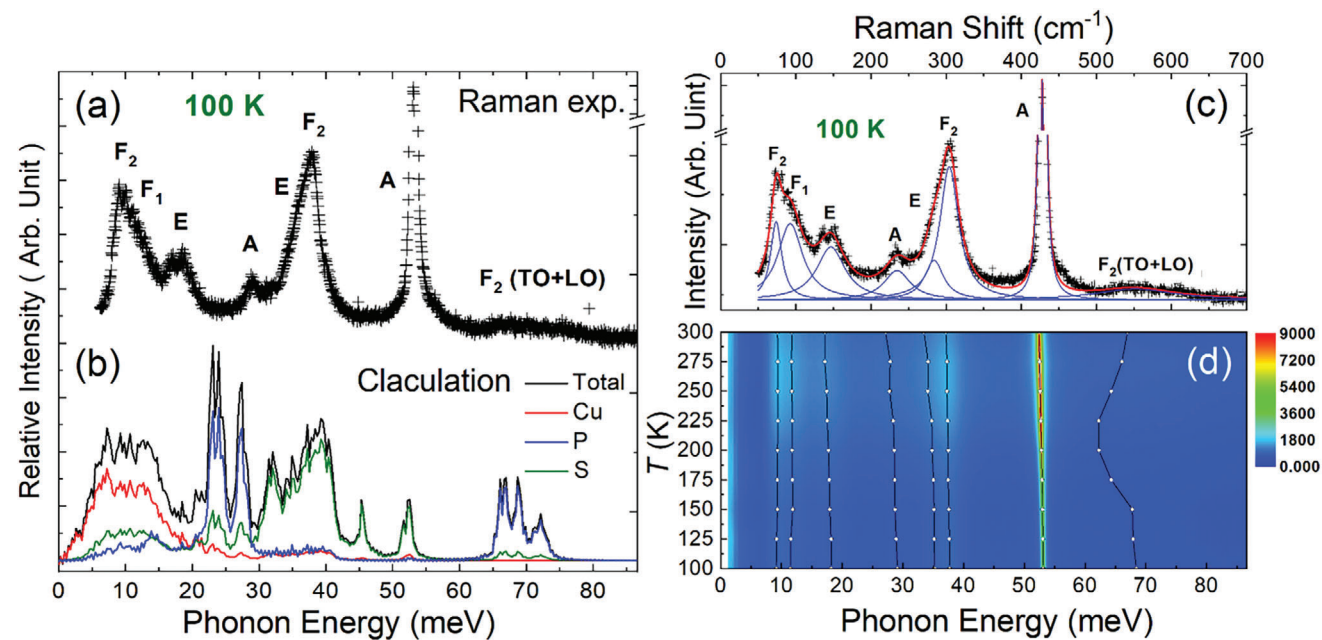 (a)
100 K
Raman exp.
F2
F1
E
A
E
F2
A
F2 (TO+LO)
Relative Intensity ( Arb. Unit)
(b)
Claculation
Total
Cu
P
S
0 10 20 30 40 50 60 70 80
Phonon Energy (meV)
Raman Shift (cm-1)
0 100 200 300 400 500 600 700
(c)
100 K
F2
F1
E
A
E
F2
A
F2(TO+LO)
Intensity (Arb. Uint)
(d)
300
275
250
225
200
175
150
125
100
T (K)
9000
7200
5400
3600
1800
0.000
0 10 20 30 40 50 60 70 80
Phonon Energy (meV)